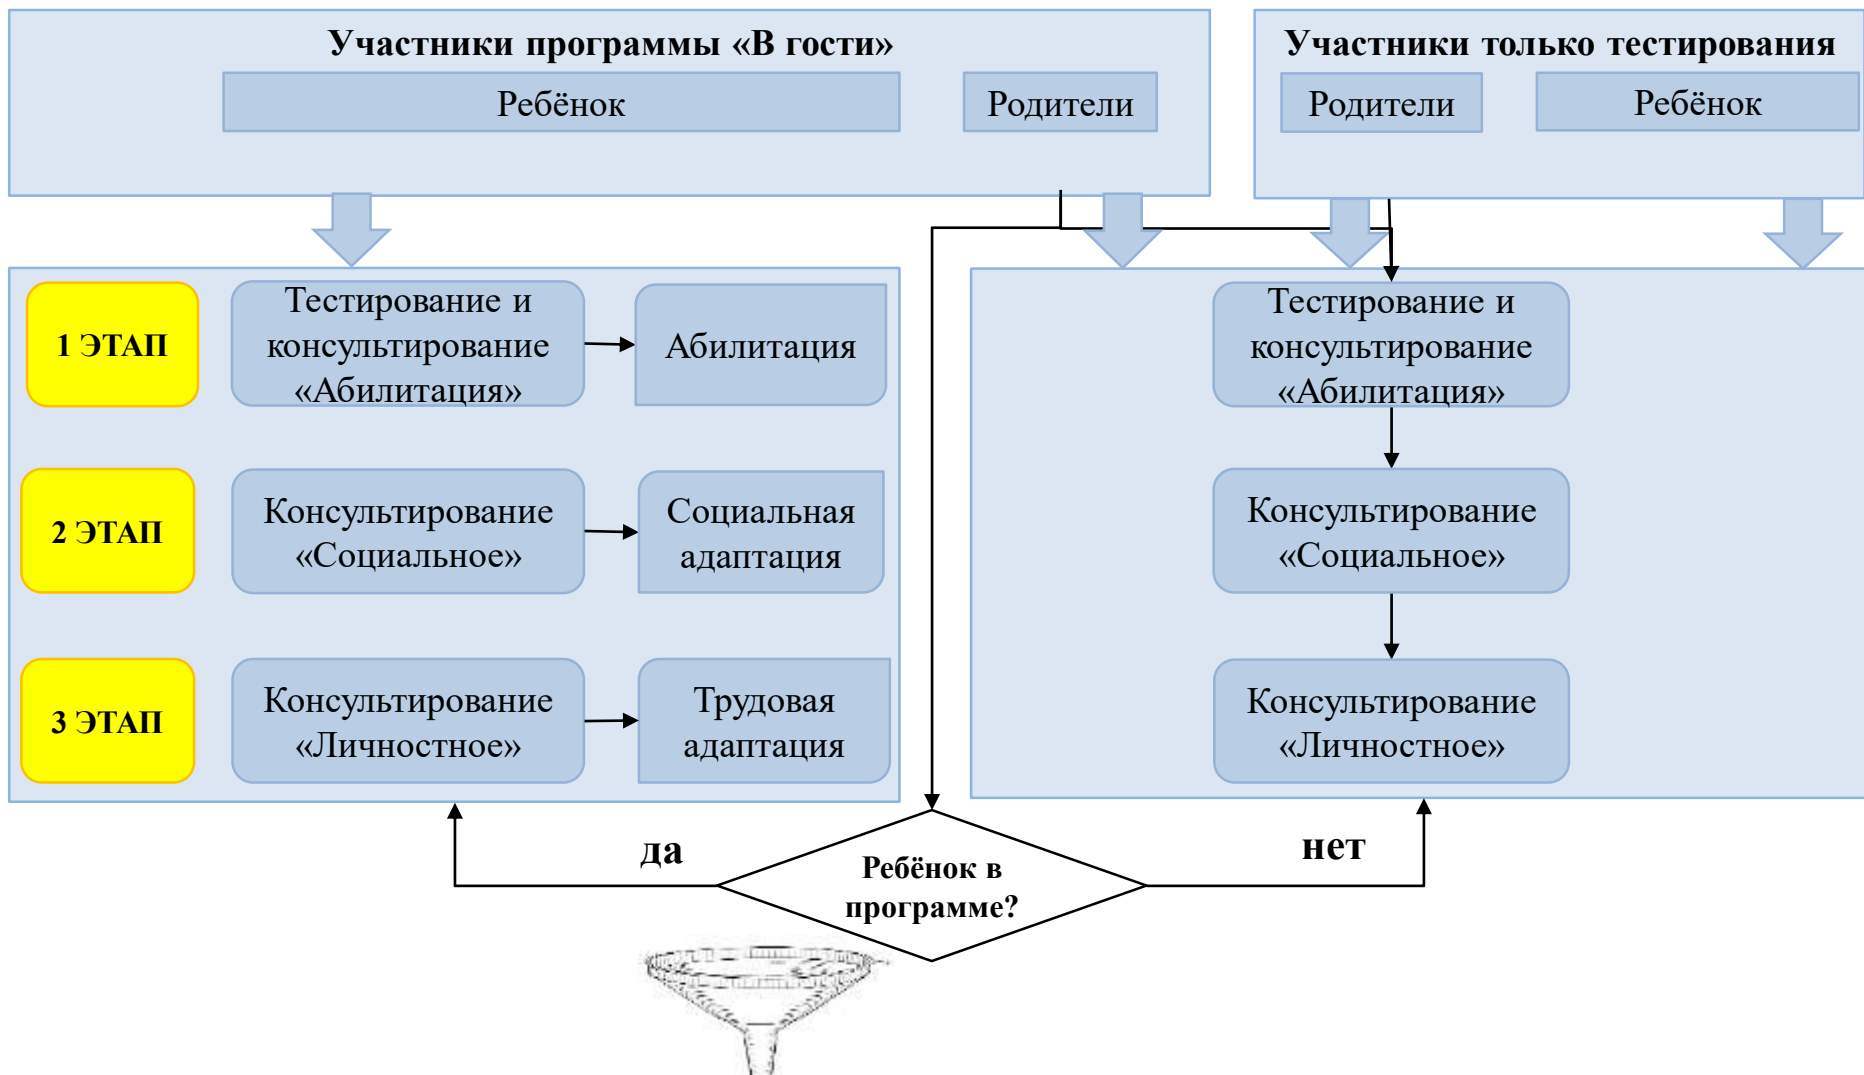 Участники программы «В гости»
Ребёнок
Родители
Участники только тестирования
Родители
Ребёнок
1 ЭТАП
Тестирование и
консультирование
«Абилитация»
Абилитация
2 ЭТАП
Консультирование
«Социальное»
Социальная
адаптация
3 ЭТАП
Консультирование
«Личностное»
Трудовая
адаптация
Тестирование и
консультирование
«Абилитация»
Консультирование
«Социальное»
Консультирование
«Личностное»
да
Ребёнок в
программе?
нет